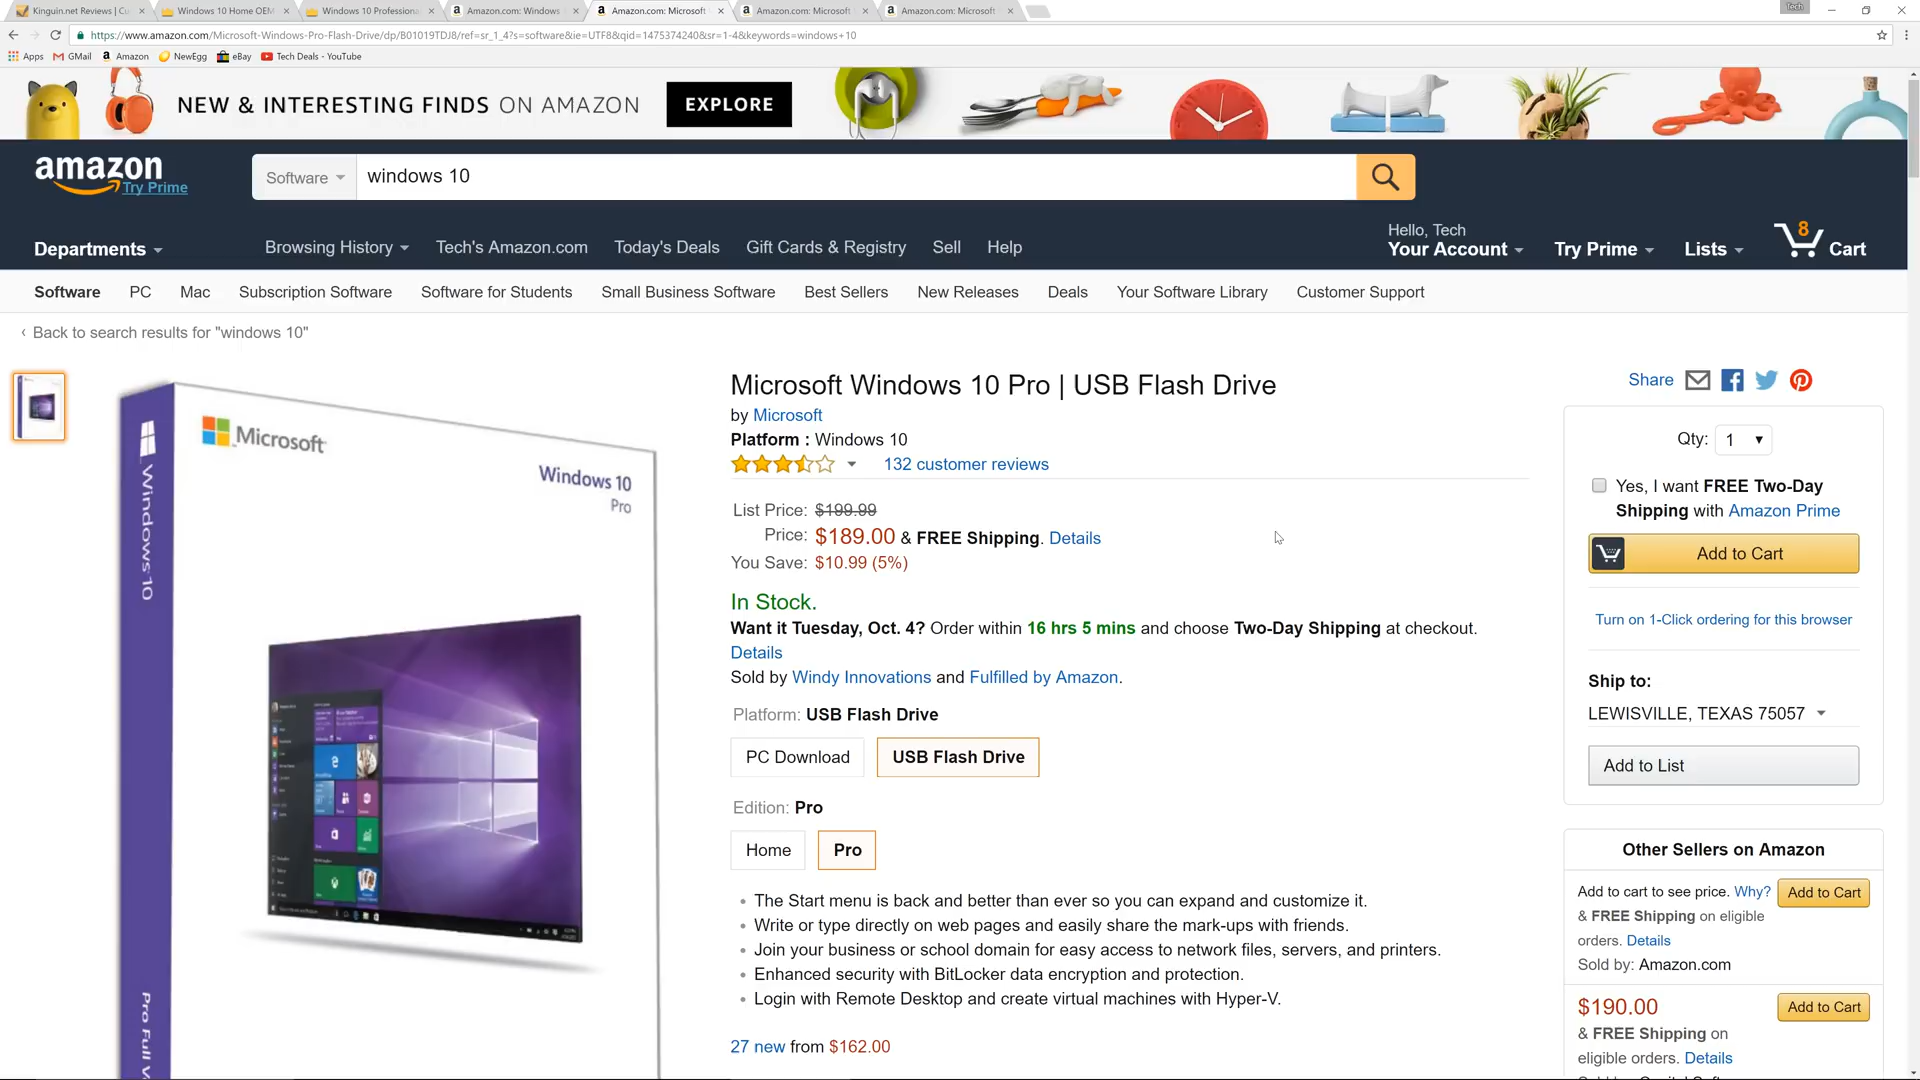 Kinguin.net Reviews | Cu
Windows 10 Home OEM
Windows 10 Professiona
Amazon.com: Windows
Amazon.com: Microsoft
Amazon.com: Microsoft
Amazon.com: Microsoft
Tech
https://www.amazon.com/Microsoft-Windows-Pro-Flash-Drive/dp/B01019TDJ8/ref=sr_1_4?s=software&ie=UTF8&qid=1475374240&sr=1-4&keywords=windows+10
Apps GMail Amazon NewEgg eBay Tech Deals - YouTube
NEW & INTERESTING FINDS ON AMAZON EXPLORE
amazon
Try Prime
Software windows 10
Hello, Tech
Departments Browsing History Tech's Amazon.com Today's Deals Gift Cards & Registry Sell Help Your Account Try Prime Lists 8 Cart
Software PC Mac Subscription Software Software for Students Small Business Software Best Sellers New Releases Deals Your Software Library Customer Support
‹ Back to search results for "windows 10"
Microsoft
Windows 10
Pro
Windows 10
Microsoft Windows 10 Pro | USB Flash Drive
by Microsoft
Platform : Windows 10
132 customer reviews
List Price: $199.99
Price: $189.00 & FREE Shipping. Details
You Save: $10.99 (5%)
In Stock.
Want it Tuesday, Oct. 4? Order within 16 hrs 5 mins and choose Two-Day Shipping at checkout.
Details
Sold by Windy Innovations and Fulfilled by Amazon.
Platform: USB Flash Drive
PC Download USB Flash Drive
Edition: Pro
Home Pro
• The Start menu is back and better than ever so you can expand and customize it.
• Write or type directly on web pages and easily share the mark-ups with friends.
• Join your business or school domain for easy access to network files, servers, and printers.
• Enhanced security with BitLocker data encryption and protection.
• Login with Remote Desktop and create virtual machines with Hyper-V.
27 new from $162.00
Share
Qty: 1
Yes, I want FREE Two-Day
Shipping with Amazon Prime
Add to Cart
Turn on 1-Click ordering for this browser
Ship to:
LEWISVILLE, TEXAS 75057
Add to List
Other Sellers on Amazon
Add to cart to see price. Why? Add to Cart
& FREE Shipping on eligible
orders. Details
Sold by: Amazon.com
$190.00 Add to Cart
& FREE Shipping on
eligible orders. Details
Pro Full